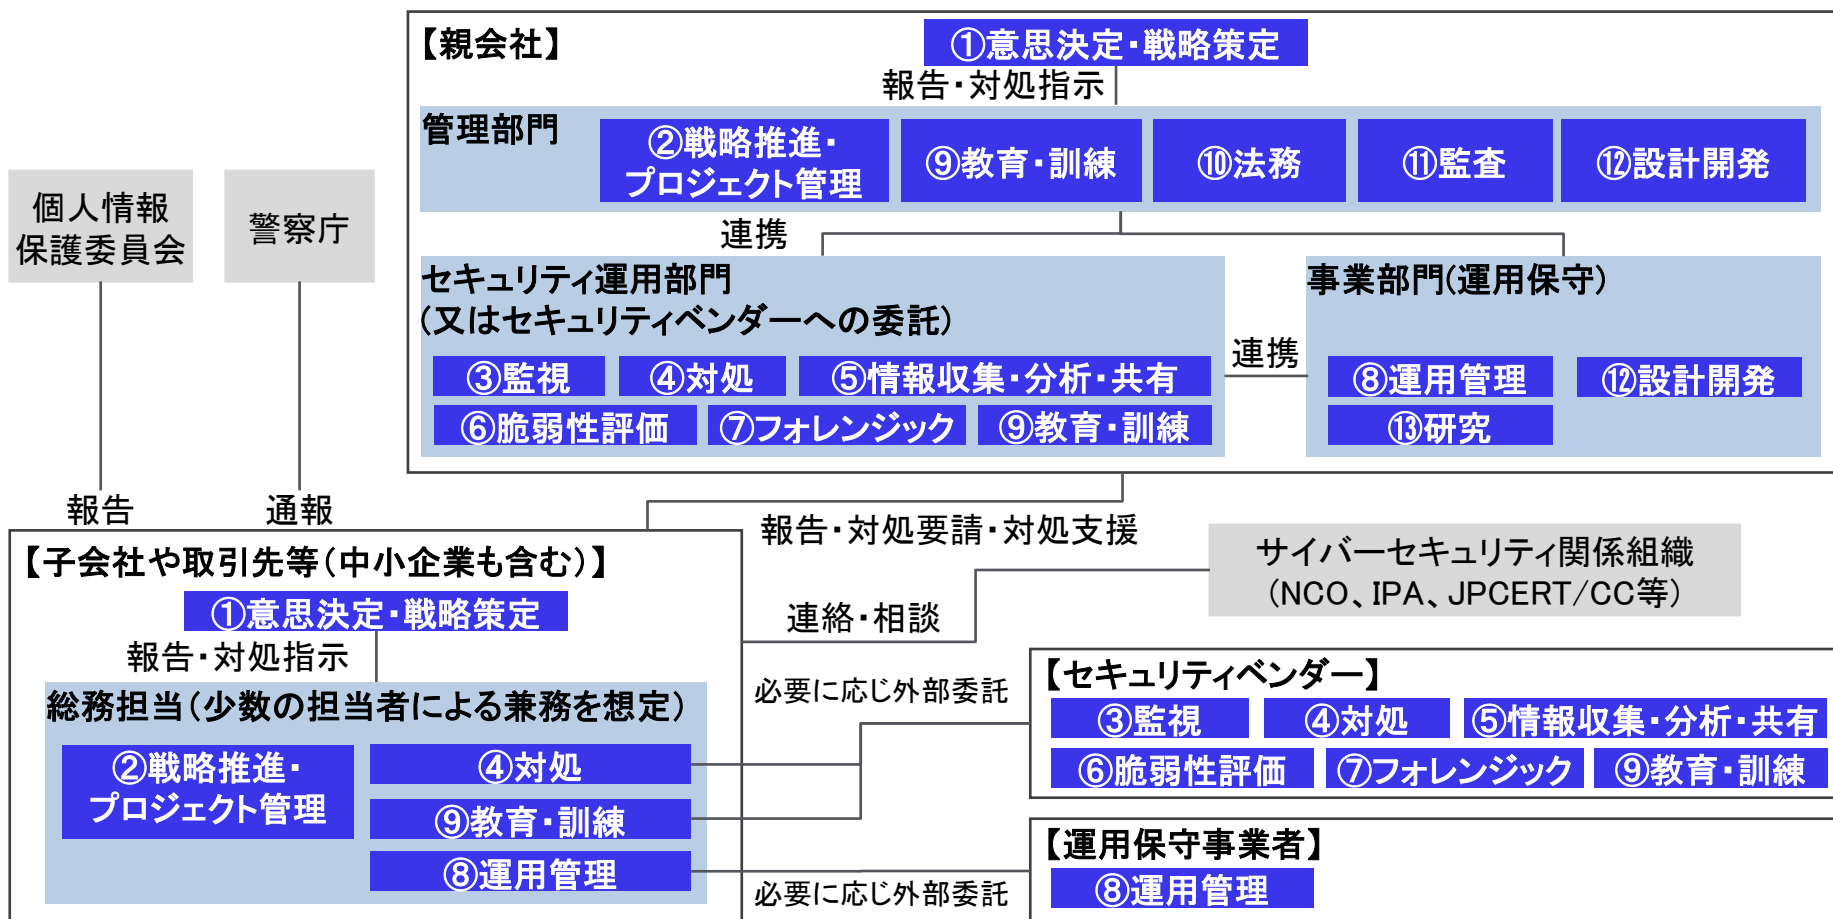 【親会社】
①意思決定・戦略策定
報告・対処指示
管理部門
②戦略推進・
プロジェクト管理
⑨教育・訓練
⑩法務
⑪監査
⑫設計開発
個人情報
保護委員会
警察庁
連携
セキュリティ運用部門
(又はセキュリティベンダーへの委託)
③監視
④対処
⑤情報収集・分析・共有
⑥脆弱性評価
⑦フォレンジック
⑨教育・訓練
連携
事業部門(運用保守)
⑧運用管理
⑫設計開発
⑬研究
報告
通報
報告・対処要請・対処支援
【子会社や取引先等(中小企業も含む)】
①意思決定・戦略策定
報告・対処指示
総務担当(少数の担当者による兼務を想定)
②戦略推進・
プロジェクト管理
④対処
⑨教育・訓練
⑧運用管理
連絡・相談
サイバーセキュリティ関係組織
(NCO、IPA、JPCERT/CC等)
必要に応じ外部委託
【セキュリティベンダー】
③監視
④対処
⑤情報収集・分析・共有
⑥脆弱性評価
⑦フォレンジック
⑨教育・訓練
必要に応じ外部委託
【運用保守事業者】
⑧運用管理